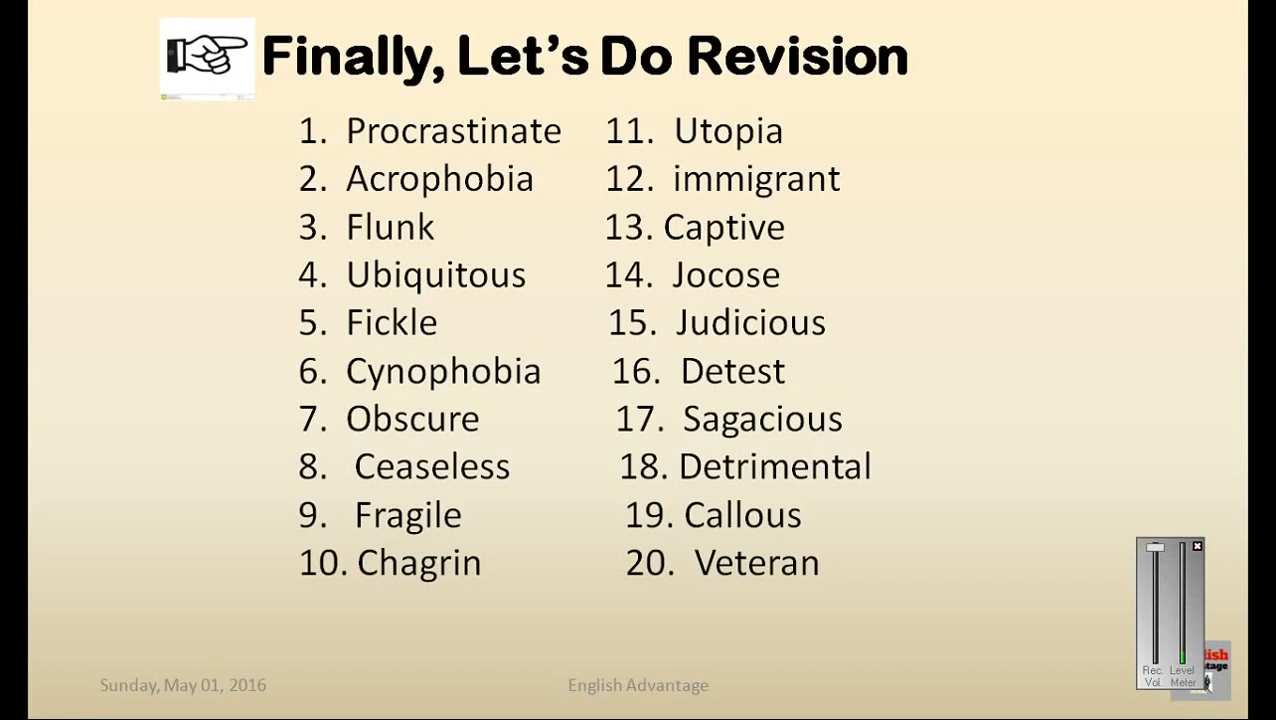 Finally, Let's Do Revision
1. Procrastinate
2. Acrophobia
3. Flunk
4. Ubiquitous
5. Fickle
6. Cynophobia
7. Obscure
8. Ceaseless
9. Fragile
10. Chagrin
11. Utopia
12. immigrant
13. Captive
14. Jocose
15. Judicious
16. Detest
17. Sagacious
18. Detrimental
19. Callous
20. Veteran
Rec. Level
Vol. Meter
Sunday, May 01, 2016
English Advantage